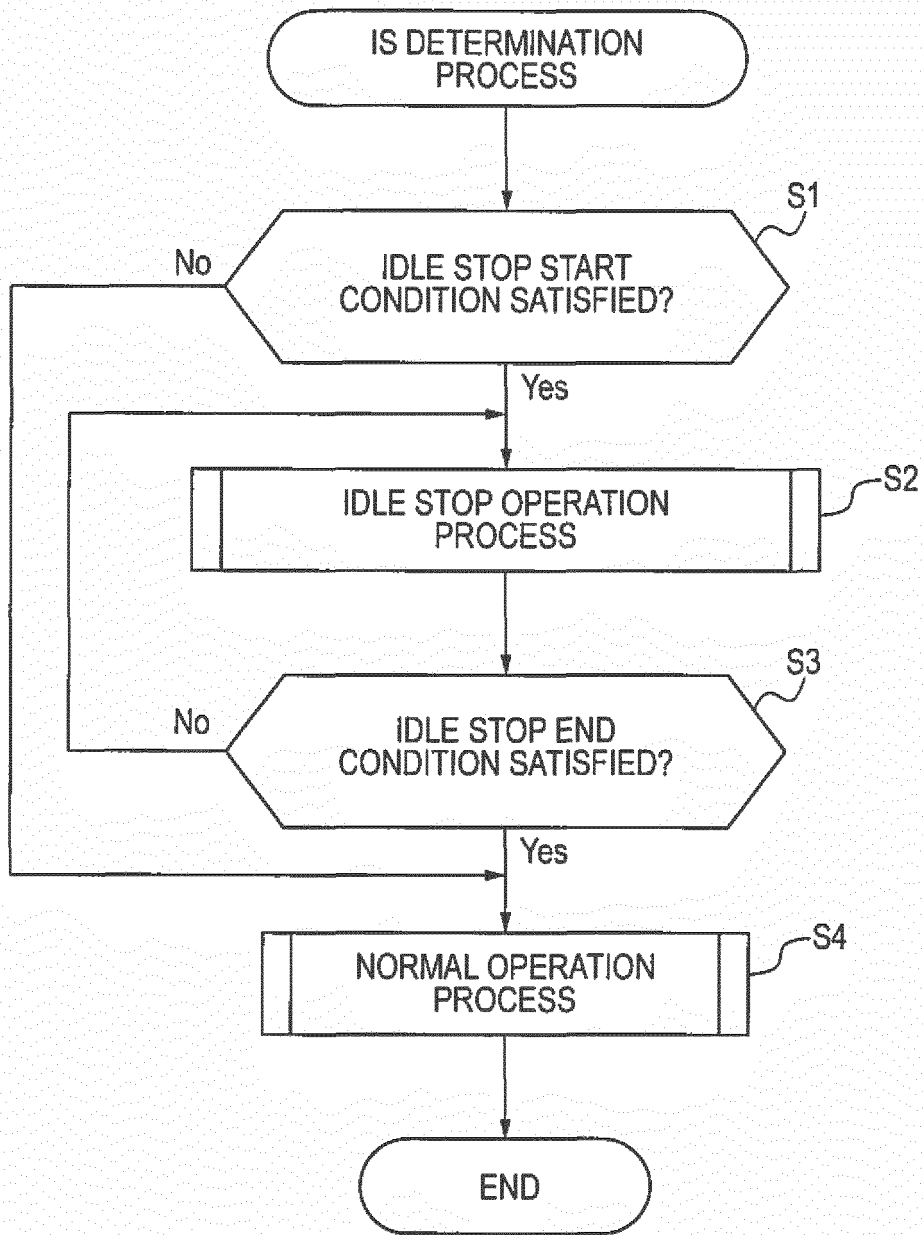 IS DETERMINATION
PROCESS
S1
No
IDLE STOP START
CONDITION SATISFIED?
Yes
S2
IDLE STOP OPERATION
PROCESS
S3
No
IDLE STOP END
CONDITION SATISFIED?
Yes
S4
NORMAL OPERATION
PROCESS
END